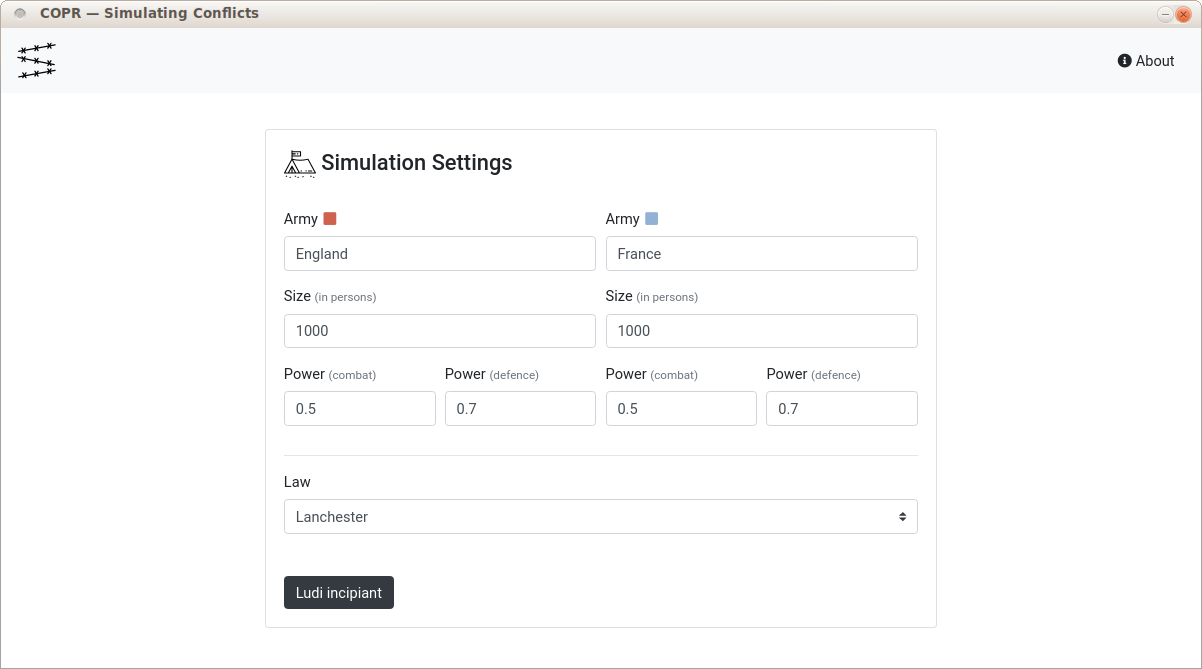 COPR — Simulating Conflicts
About
Simulation Settings
Army Army
England France
Size (in persons) Size (in persons)
1000 1000
Power (combat) Power (defence) Power (combat) Power (defence)
0.5 0.7 0.5 0.7
Law
Lanchester
Ludi incipiant